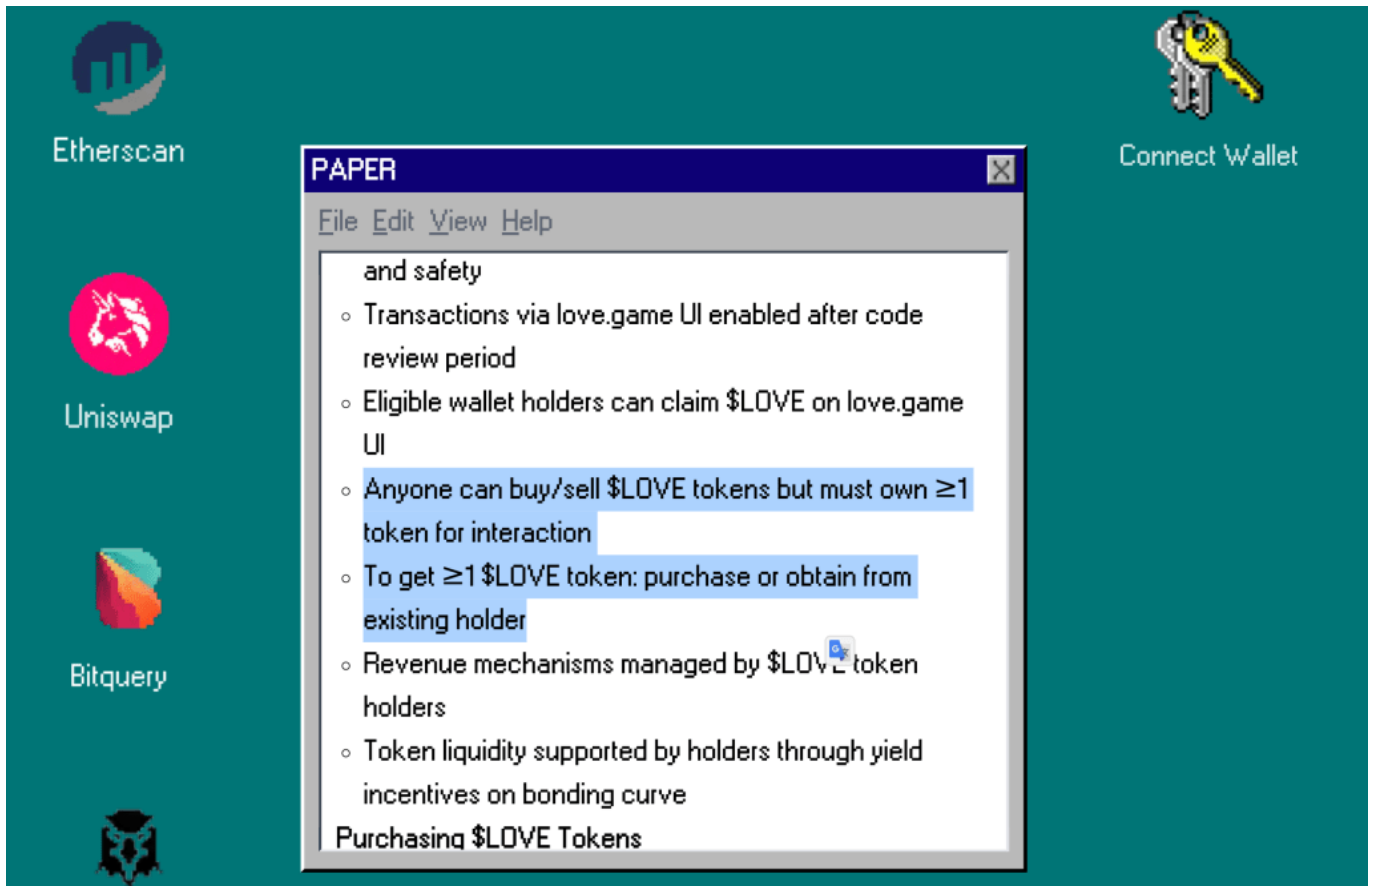 Etherscan
Connect Wallet
PAPER
File Edit View Help
and safety
Transactions via love.game UI enabled after code
review period
Eligible wallet holders can claim $LOVE on love.game
UI
Anyone can buy/sell $LOVE tokens but must own ≥1
token for interaction
To get ≥1 $LOVE token: purchase or obtain from
existing holder
Revenue mechanisms managed by $LOVE token
holders
Token liquidity supported by holders through yield
incentives on bonding curve
Purchasing $LOVE Tokens
Uniswap
Bitquery